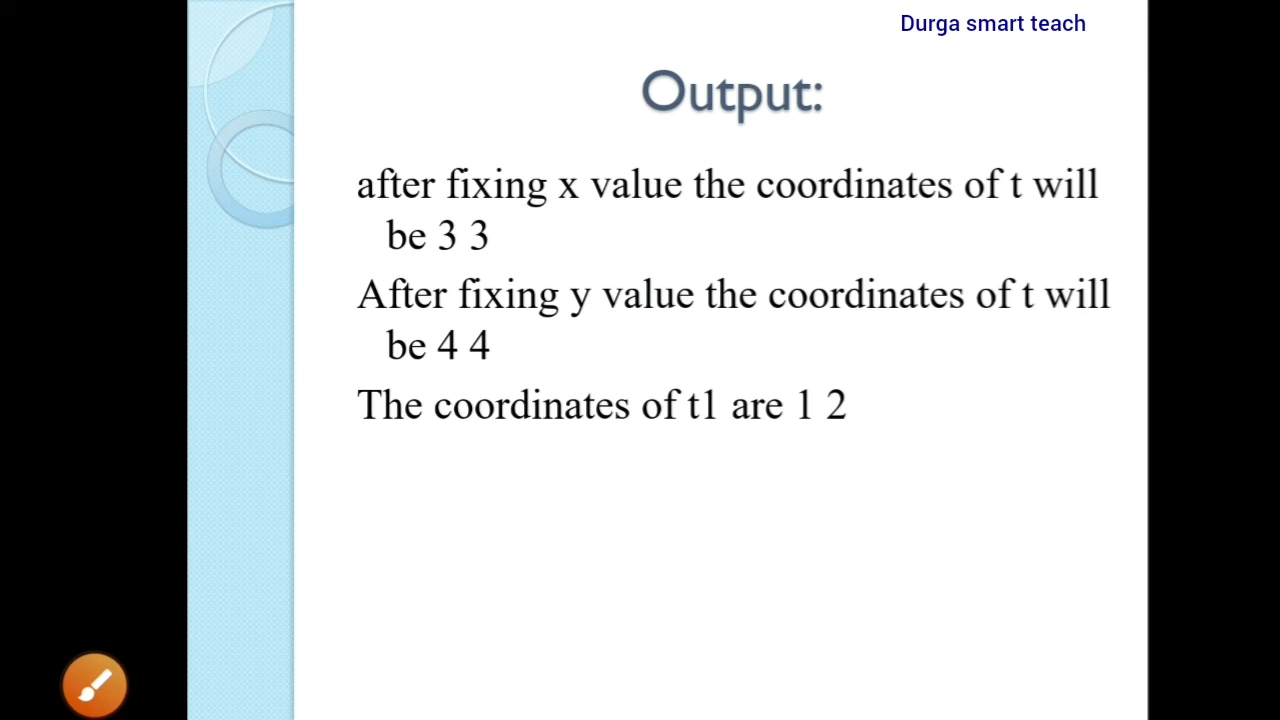 Durga smart teach
Output:
after fixing x value the coordinates of t will
be 3 3
After fixing y value the coordinates of t will
be 4 4
The coordinates of t1 are 1 2